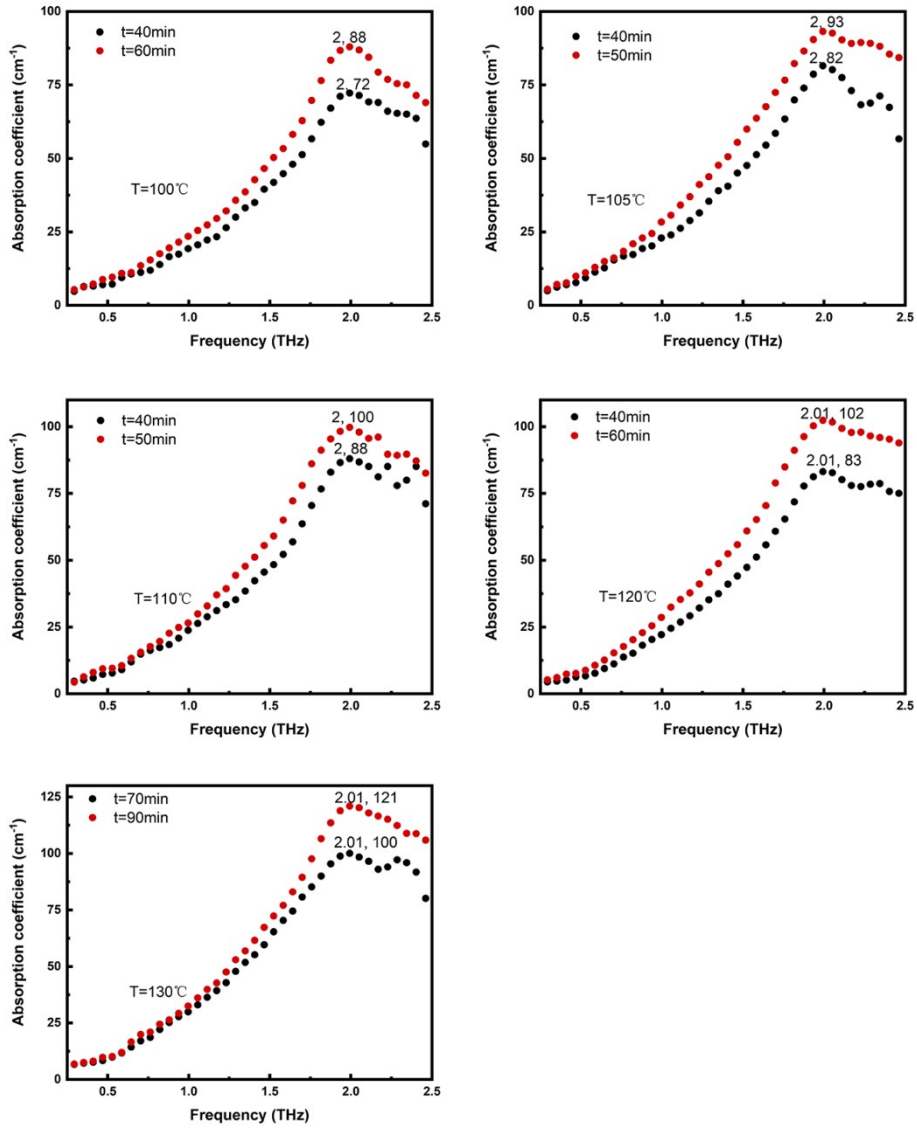 t=40min
t=60min
2, 88
2, 72
T=100℃
Absorption coefficient (cm⁻¹)
100
75
50
25
0
0.5 1.0 1.5 2.0 2.5
Frequency (THz)
t=40min
t=50min
2, 93
2, 82
T=105℃
Absorption coefficient (cm⁻¹)
100
75
50
25
0
0.5 1.0 1.5 2.0 2.5
Frequency (THz)
t=40min
t=50min
2, 100
2, 88
T=110℃
Absorption coefficient (cm⁻¹)
100
75
50
25
0
0.5 1.0 1.5 2.0 2.5
Frequency (THz)
t=40min
t=60min
2.01, 102
2.01, 83
T=120℃
Absorption coefficient (cm⁻¹)
100
75
50
25
0
0.5 1.0 1.5 2.0 2.5
Frequency (THz)
t=70min
t=90min
2.01, 121
2.01, 100
T=130℃
Absorption coefficient (cm⁻¹)
125
100
75
50
25
0
0.5 1.0 1.5 2.0 2.5
Frequency (THz)